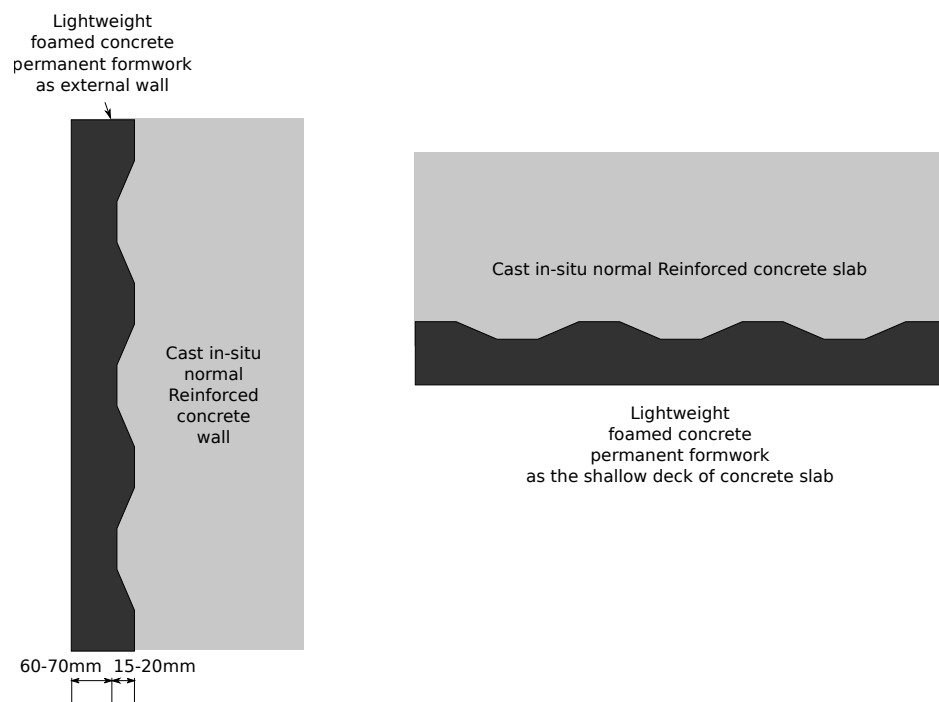 Lightweight
foamed concrete
permanent formwork
as external wall
Cast in-situ
normal
Reinforced
concrete
wall
60-70mm 15-20mm
Cast in-situ normal Reinforced concrete slab
Lightweight
foamed concrete
permanent formwork
as the shallow deck of concrete slab